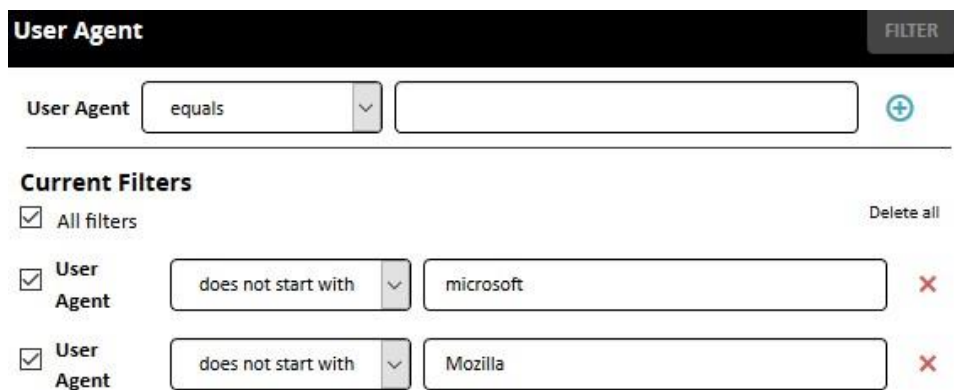 User Agent FILTER
User Agent equals
Current Filters
All filters Delete all
User Agent does not start with microsoft
User Agent does not start with Mozilla